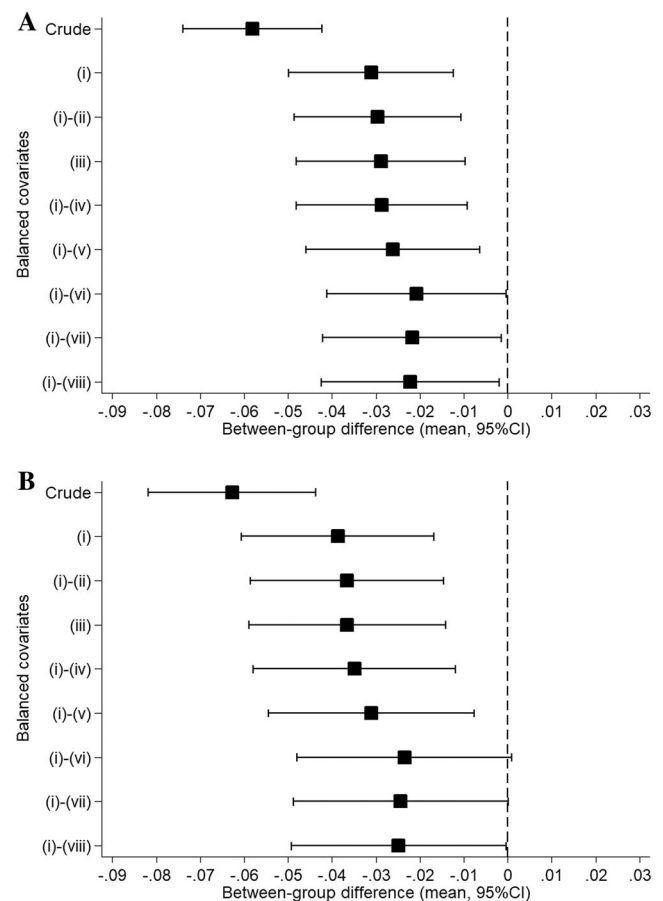 A
Crude
(i)
(i)-(ii)
(iii)
(i)-(iv)
(i)-(v)
(i)-(vi)
(i)-(vii)
(i)-(viii)
Balanced covariates
-.09 -.08 -.07 -.06 -.05 -.04 -.03 -.02 -.01 0 .01 .02 .03
Between-group difference (mean, 95%CI)
B
Crude
(i)
(i)-(ii)
(iii)
(i)-(iv)
(i)-(v)
(i)-(vi)
(i)-(vii)
(i)-(viii)
Balanced covariates
-.09 -.08 -.07 -.06 -.05 -.04 -.03 -.02 -.01 0 .01 .02 .03
Between-group difference (mean, 95%CI)